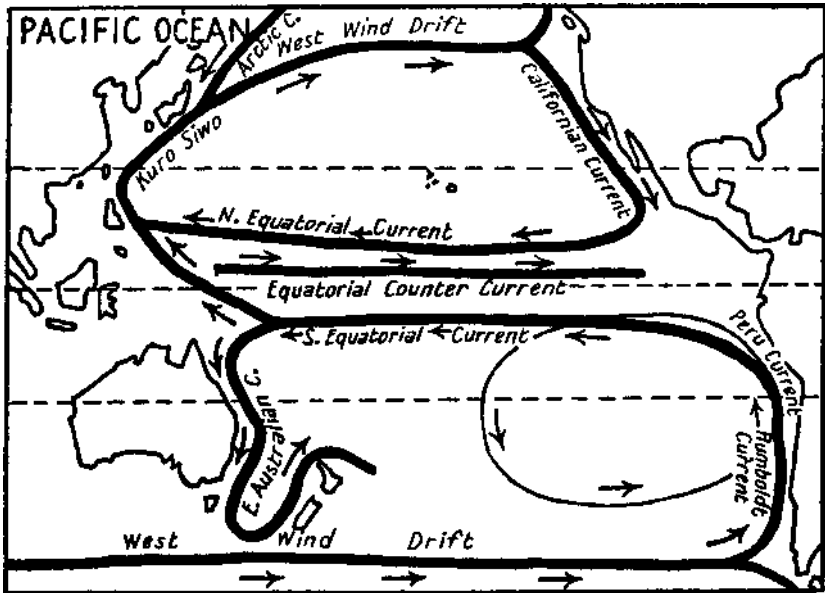 PACIFIC OCEAN
Arctic C.
West Wind Drift
Kuro Siwo
Californian Current
N. Equatorial Current
Equatorial Counter Current
S. Equatorial Current
Peru Current
E. Australian C.
Humboldt
Current
West Wind Drift